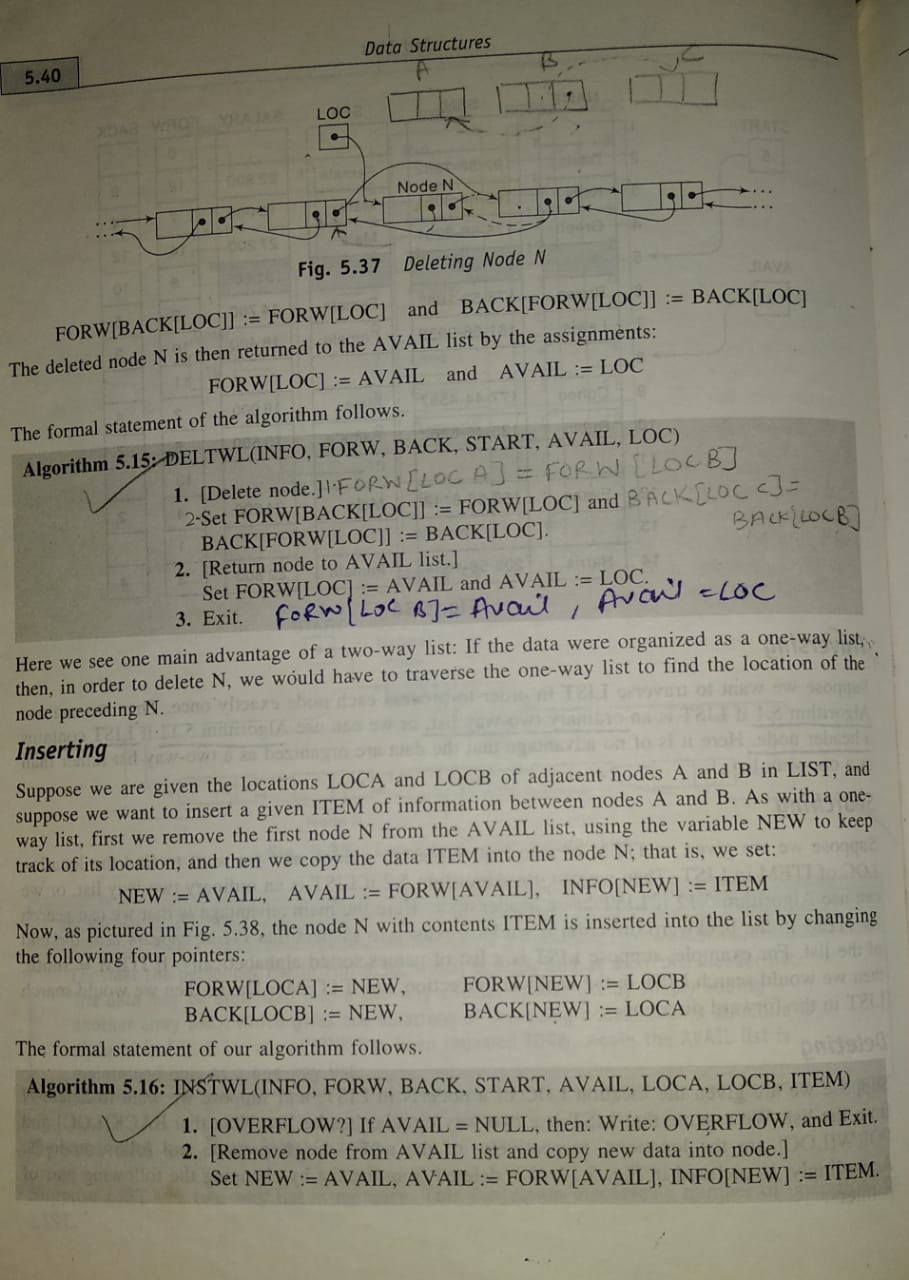 Data Structures
5.40
A B C
LOC
Node N
Fig. 5.37 Deleting Node N
FORW[BACK[LOC]] := FORW[LOC] and BACK[FORW[LOC]] := BACK[LOC]
The deleted node N is then returned to the AVAIL list by the assignments:
FORW[LOC] := AVAIL and AVAIL := LOC
The formal statement of the algorithm follows.
Algorithm 5.15: DELTWL(INFO, FORW, BACK, START, AVAIL, LOC)
1. [Delete node.] 1. FORW[LOC A] = FORW[LOC B]
2- Set FORW[BACK[LOC]] := FORW[LOC] and BACK[LOC C] =
BACK[FORW[LOC]] := BACK[LOC]. BACK[LOCB]
2. [Return node to AVAIL list.]
Set FORW[LOC] := AVAIL and AVAIL := LOC.
3. Exit. FORW[LOC B] = Avail , Avail = LOC
Here we see one main advantage of a two-way list: If the data were organized as a one-way list,
then, in order to delete N, we would have to traverse the one-way list to find the location of the
node preceding N.
Inserting
Suppose we are given the locations LOCA and LOCB of adjacent nodes A and B in LIST, and
suppose we want to insert a given ITEM of information between nodes A and B. As with a one-
way list, first we remove the first node N from the AVAIL list, using the variable NEW to keep
track of its location, and then we copy the data ITEM into the node N; that is, we set:
NEW := AVAIL, AVAIL := FORW[AVAIL], INFO[NEW] := ITEM
Now, as pictured in Fig. 5.38, the node N with contents ITEM is inserted into the list by changing
the following four pointers:
FORW[LOCA] := NEW, FORW[NEW] := LOCB
BACK[LOCB] := NEW, BACK[NEW] := LOCA
The formal statement of our algorithm follows.
Algorithm 5.16: INSTWL(INFO, FORW, BACK, START, AVAIL, LOCA, LOCB, ITEM)
1. [OVERFLOW?] If AVAIL = NULL, then: Write: OVERFLOW, and Exit.
2. [Remove node from AVAIL list and copy new data into node.]
Set NEW := AVAIL, AVAIL := FORW[AVAIL], INFO[NEW] := ITEM.